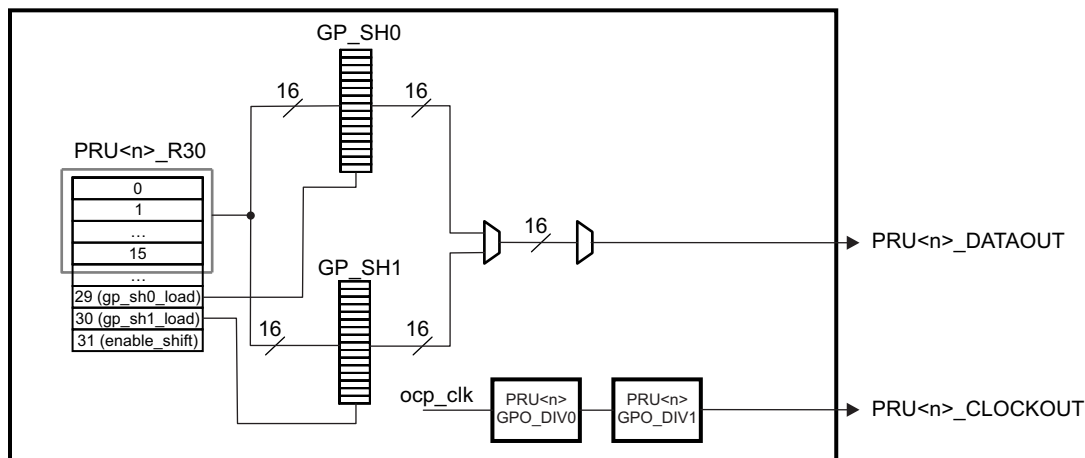 GP_SH0
16
16
PRU<n>_R30
0
1
...
15
...
29 (gp_sh0_load)
30 (gp_sh1_load)
31 (enable_shift)
16
PRU<n>_DATAOUT
GP_SH1
16
16
ocp_clk
PRU<n>
GPO_DIV0
PRU<n>
GPO_DIV1
PRU<n>_CLOCKOUT